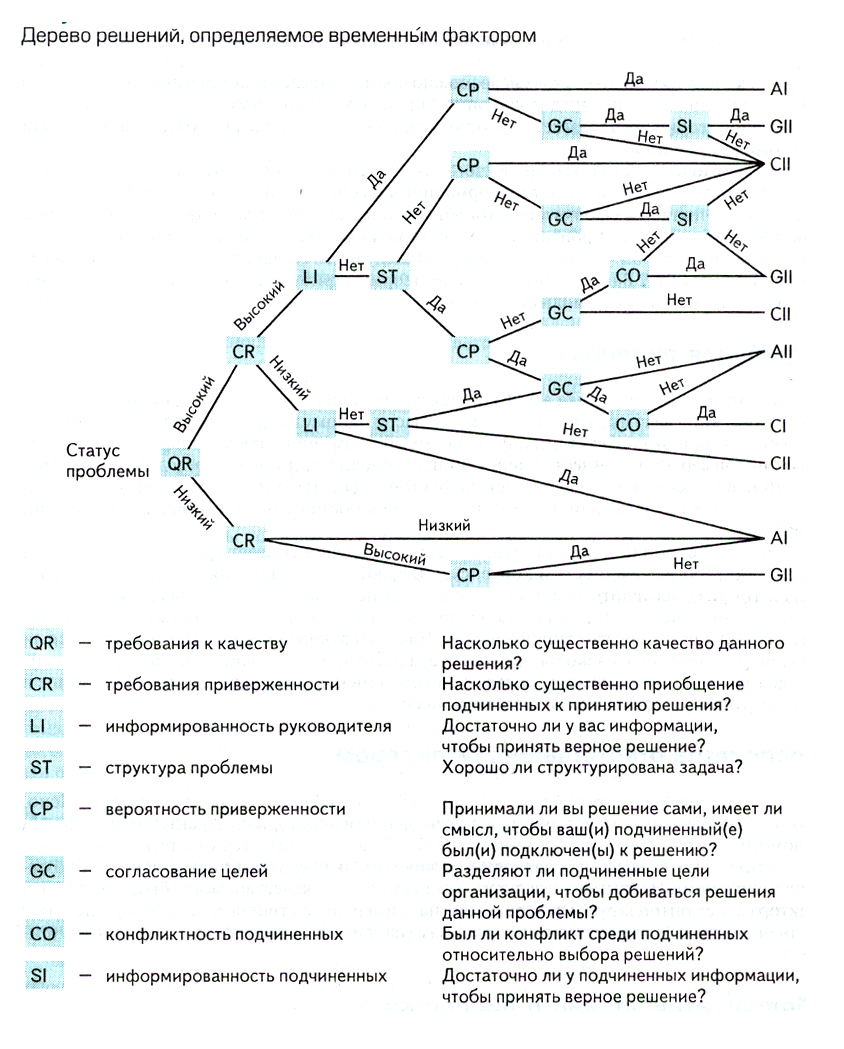 Дерево решений, определяемое временны́м фактором
CP Да AI
Нет GC Да SI Да GII
Нет Нет
Да CP Да CII
Нет Нет GC Нет Нет
Да SI
Нет Нет
LI Нет ST CO Да GII
Высокий Да Да
Нет GC Нет CII
CR CP AII
Низкий Да GC Нет
Высокий Да Да Нет
LI Нет ST CO Да CI
Статус
проблемы QR Нет CII
Да
Низкий
CR Низкий AI
Высокий CP Да
Нет GII
QR — требования к качеству Насколько существенно качество данного
решения?
CR — требования приверженности Насколько существенно приобщение
подчиненных к принятию решения?
LI — информированность руководителя Достаточно ли у вас информации,
чтобы принять верное решение?
ST — структура проблемы Хорошо ли структурирована задача?
CP — вероятность приверженности Принимали ли вы решение сами, имеет ли
смысл, чтобы ваш(и) подчиненный(е)
был(и) подключен(ы) к решению?
GC — согласование целей Разделяют ли подчиненные цели
организации, чтобы добиваться решения
данной проблемы?
CO — конфликтность подчиненных Был ли конфликт среди подчиненных
относительно выбора решений?
SI — информированность подчиненных Достаточно ли у подчиненных информации,
чтобы принять верное решение?